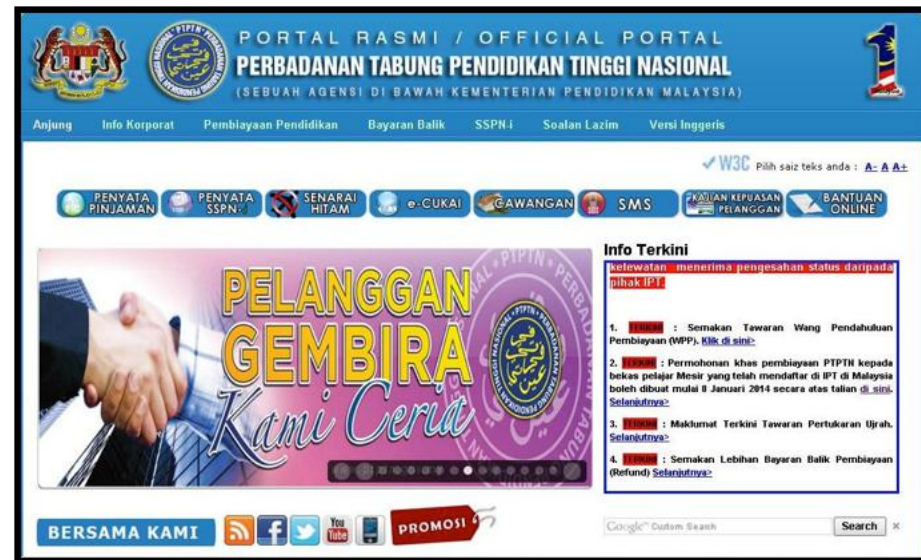 PORTAL RASMI / OFFICIAL PORTAL
PERBADANAN TABUNG PENDIDIKAN TINGGI NASIONAL
(SEBUAH AGENSI DI BAWAH KEMENTERIAN PENDIDIKAN MALAYSIA)
1
Anjung Info Korporat Pembiayaan Pendidikan Bayaran Balik SSPN-i Soalan Lazim Versi Inggeris
W3C Pilih saiz teks anda : A- A A+
PENYATA PINJAMAN
PENYATA SSPN-i
SENARAI HITAM
e-CUKAI
CAWANGAN
SMS
KAJIAN KEPUASAN PELANGGAN
BANTUAN ONLINE
PELANGGAN
GEMBIRA
Kami Ceria
Info Terkini
kelewatan menerima pengesahan status daripada
pihak IPT.
1. TERKINI : Semakan Tawaran Wang Pendahuluan
Pembiayaan (WPP). Klik di sini>
2. TERKINI : Permohonan khas pembiayaan PTPTN kepada
bekas pelajar Mesir yang telah mendaftar di IPT di Malaysia
boleh dibuat mulai 8 Januari 2014 secara atas talian di sini.
Selanjutnya>
3. TERKINI : Maklumat Terkini Tawaran Pertukaran Ujrah.
Selanjutnya>
4. TERKINI : Semakan Lebihan Bayaran Balik Pembiayaan
(Refund) Selanjutnya>
BERSAMA KAMI
You Tube
PROMOSI
Google Custom Search
Search ×